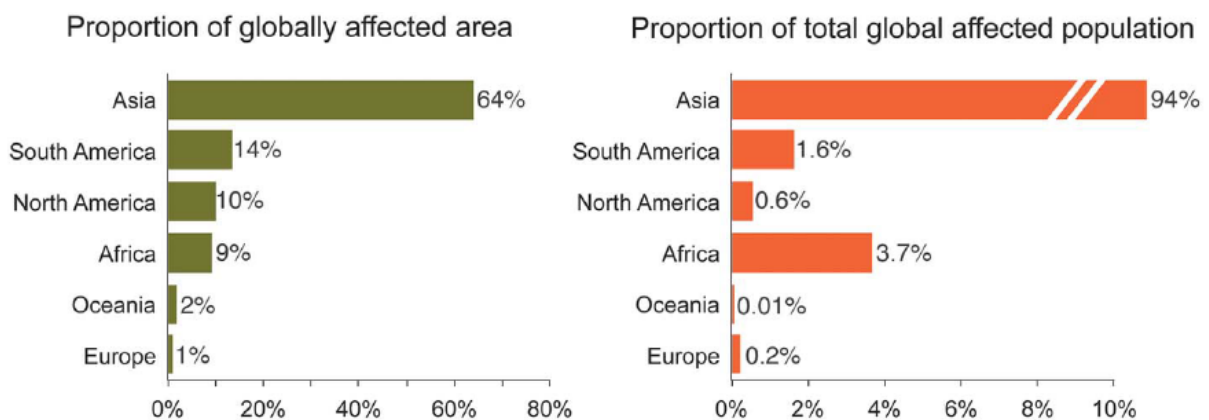 Proportion of globally affected area
Asia 64%
South America 14%
North America 10%
Africa 9%
Oceania 2%
Europe 1%
0% 20% 40% 60% 80%
Proportion of total global affected population
Asia 94%
South America 1.6%
North America 0.6%
Africa 3.7%
Oceania 0.01%
Europe 0.2%
0% 2% 4% 6% 8% 10%